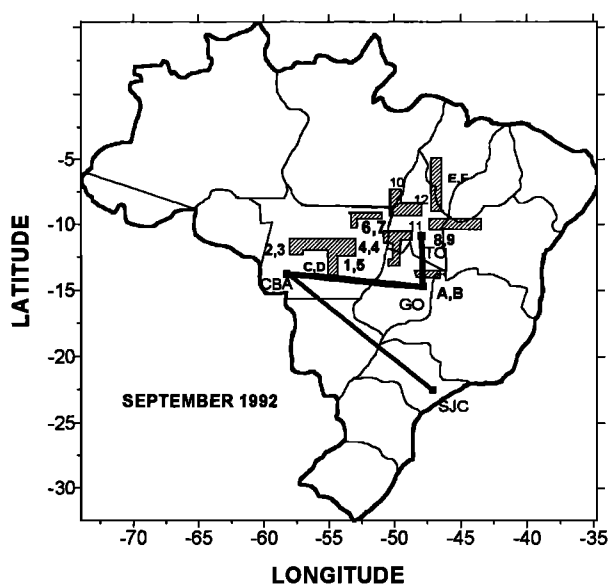 -5
-10
-15
-20
-25
-30
LATITUDE
10
E,F
12
6,7
11
8,9
2,3
4,4
TO
C,D
1,5
CBA
GO
A,B
SEPTEMBER 1992
SJC
-70 -65 -60 -55 -50 -45 -40 -35
LONGITUDE